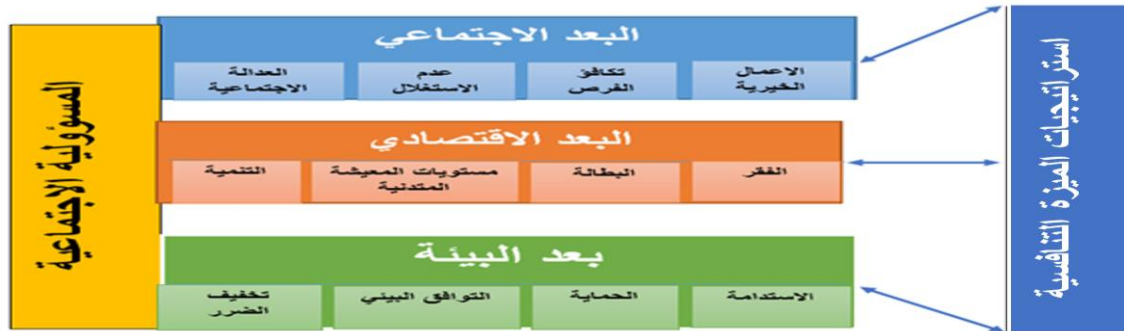 استراتيجيات الميزة التنافسية
البعد الاجتماعي
الاعمال
الخيرية
تكافؤ
الفرص
عدم
الاستغلال
العدالة
الاجتماعية
البعد الاقتصادي
الفقر
البطالة
مستويات المعيشة
المتدنية
التنمية
بعد البيئة
الاستدامة
الحماية
التوافق البيئي
تخفيف
الضرر
المسؤولية الاجتماعية